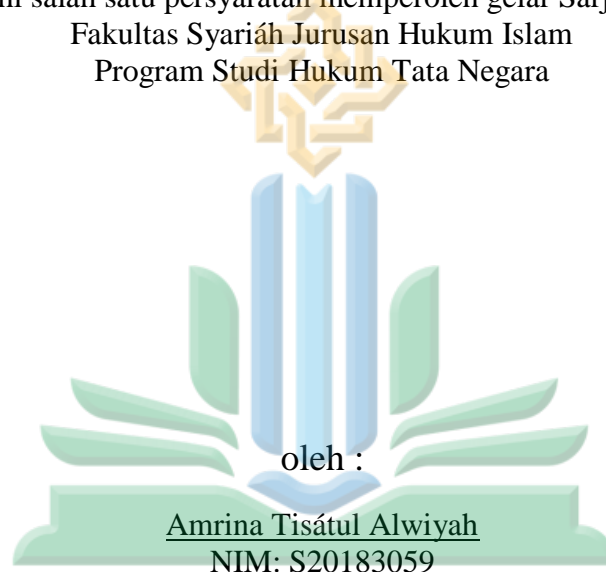 salah satu persyaratan memperoleh gelar
Fakultas Syariáh Jurusan Hukum Islam
Program Studi Hukum Tata Negara
oleh :
Amrina Tisátul Alwiyah
NIM: S20183059